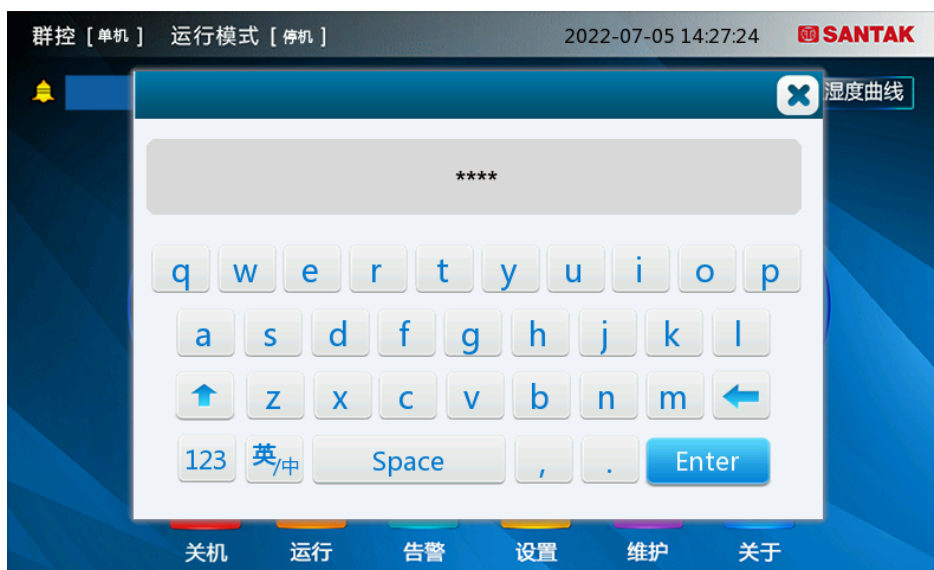 群控 [ 单机 ] 运行模式 [ 停机 ] 2022-07-05 14:27:24 SANTAK
湿度曲线
****
q w e r t y u i o p
a s d f g h j k l
z x c v b n m
123 英/中 Space , . Enter
关机 运行 告警 设置 维护 关于